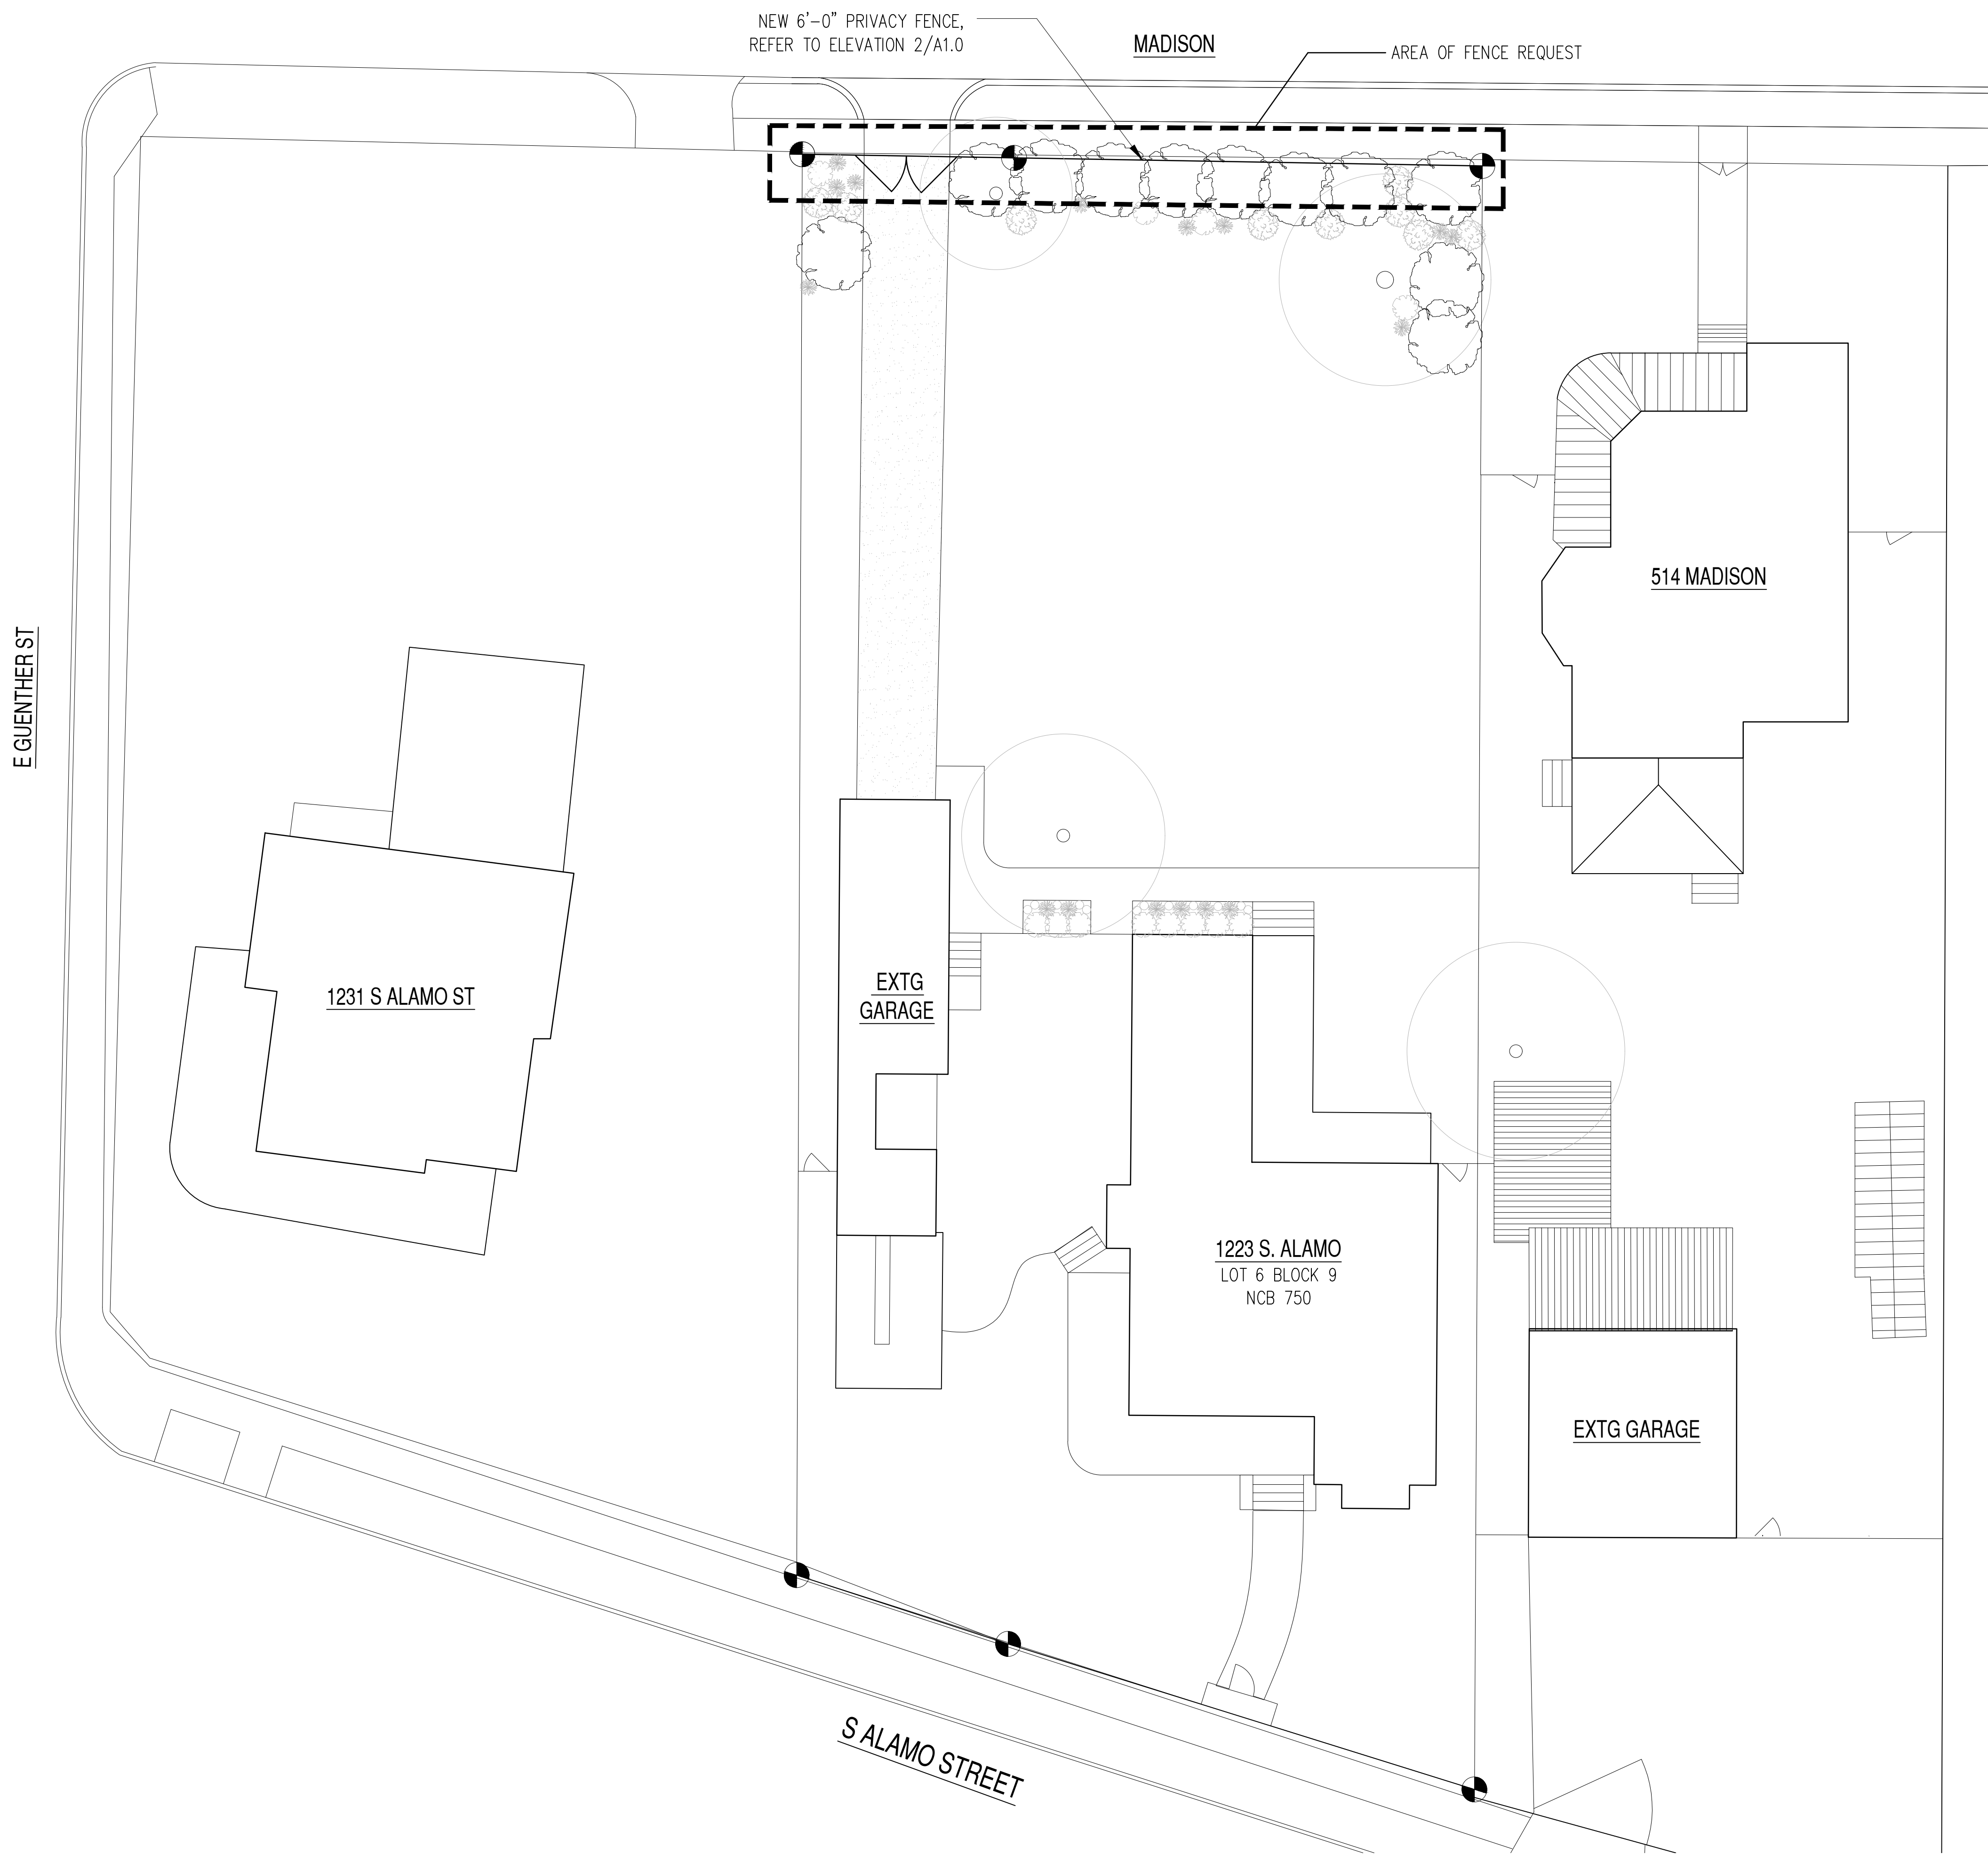 NEW 6'-0" PRIVACY FENCE,
REFER TO ELEVATION 2/A1.0
MADISON
AREA OF FENCE REQUEST
E GUENTHER ST
514 MADISON
1231 S ALAMO ST
EXTG
GARAGE
1223 S. ALAMO
LOT 6 BLOCK 9
NCB 750
EXTG GARAGE
S ALAMO STREET